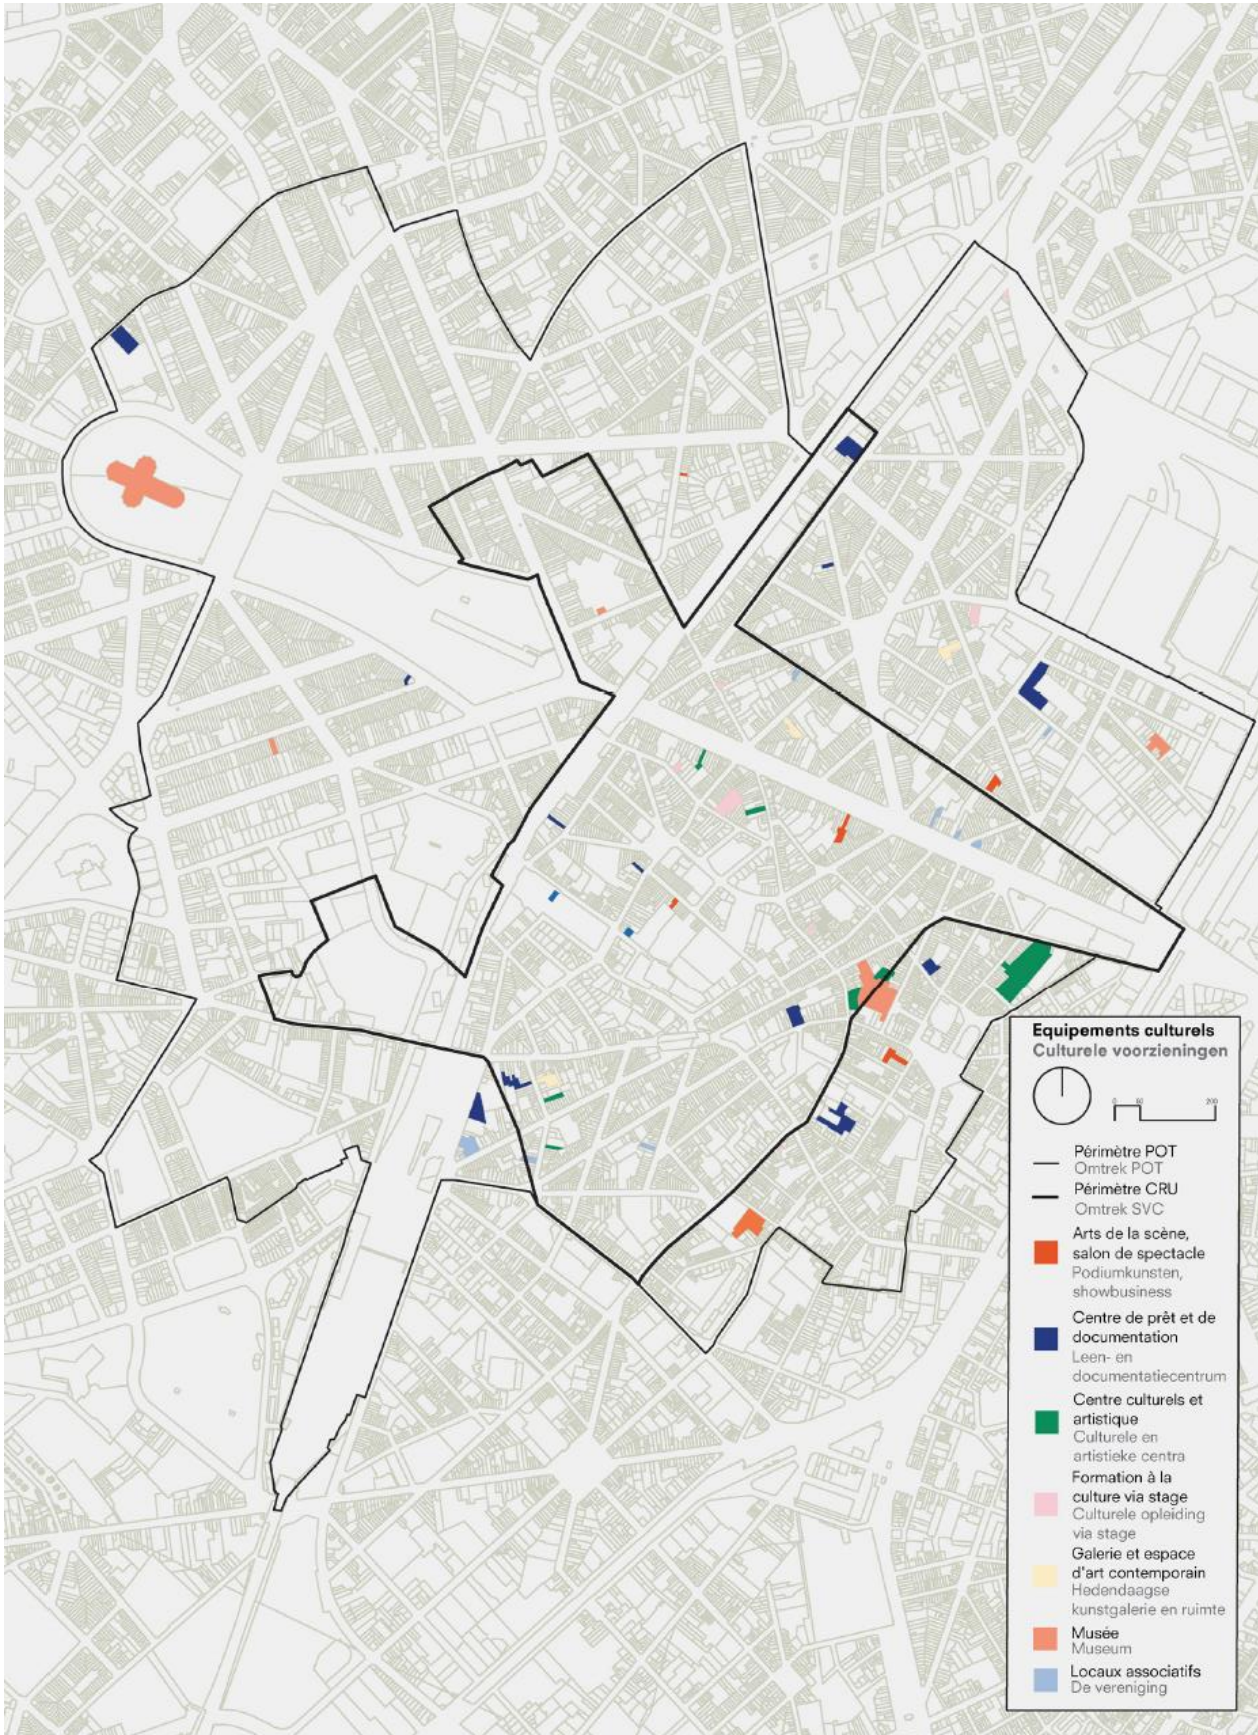 Equipements culturels
Culturele voorzieningen
0 50 200
Périmètre POT
Omtrek POT
Périmètre CRU
Omtrek SVC
Arts de la scène,
salon de spectacle
Podiumkunsten,
showbusiness
Centre de prêt et de
documentation
Leen- en
documentatiecentrum
Centre culturels et
artistique
Culturele en
artistieke centra
Formation à la
culture via stage
Culturele opleiding
via stage
Galerie et espace
d'art contemporain
Hedendaagse
kunstgalerie en ruimte
Musée
Museum
Locaux associatifs
De vereniging